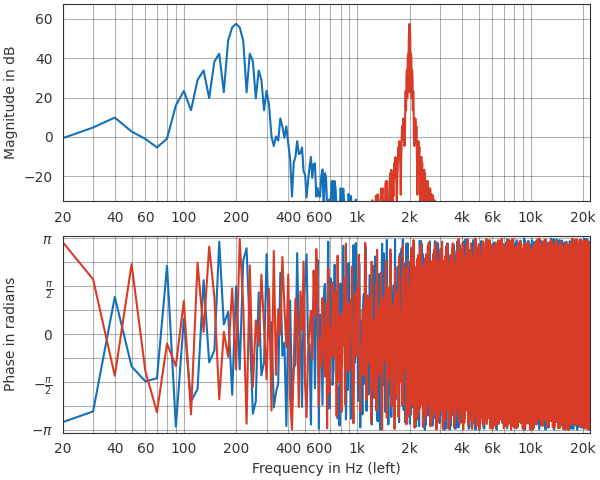 60
40
20
0
−20
Magnitude in dB
20 40 60 100 200 400 600 1k 2k 4k 6k 10k 20k
π
π/2
0
−π/2
−π
Phase in radians
20 40 60 100 200 400 600 1k 2k 4k 6k 10k 20k
Frequency in Hz (left)